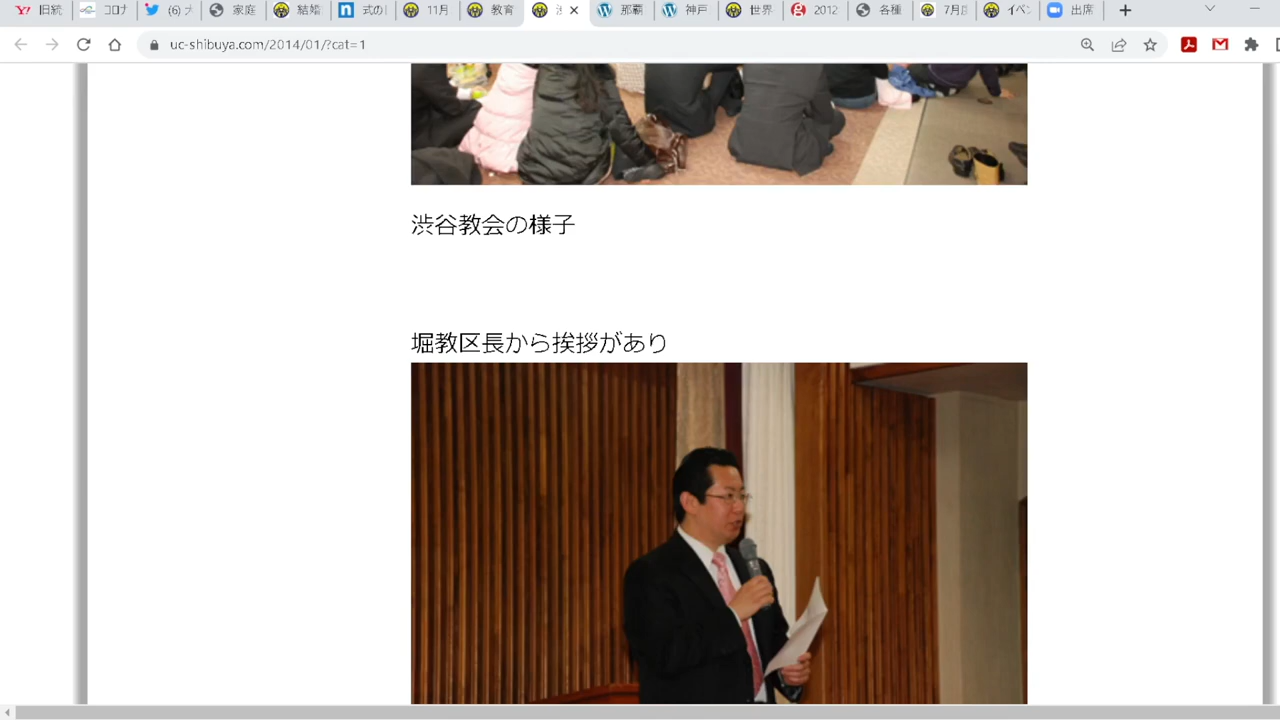 旧統
コロナ
(6) ナ
家庭
結婚
式の
11月
教育
那覇
神戸
世界
2012
各種
7月
イベン
出席
uc-shibuya.com/2014/01/?cat=1
渋谷教会の様子
堀教区長から挨拶があり